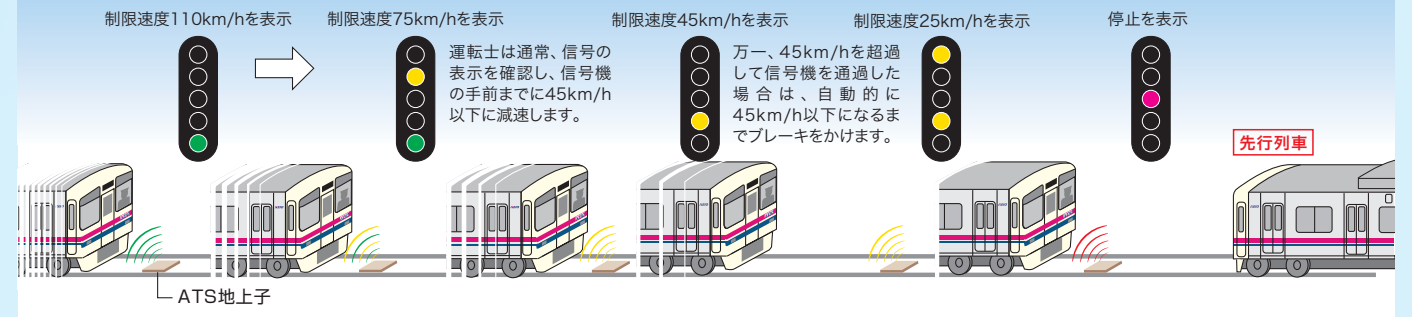 制限速度110km/hを表示
制限速度75km/hを表示
制限速度45km/hを表示
制限速度25km/hを表示
停止を表示
運転士は通常、信号の
表示を確認し、信号機
の手前までに45km/h
以下に減速します。
万一、45km/hを超過
して信号機を通過した
場合は、自動的に
45km/h以下になるま
でブレーキをかけます。
先行列車
ATS地上子